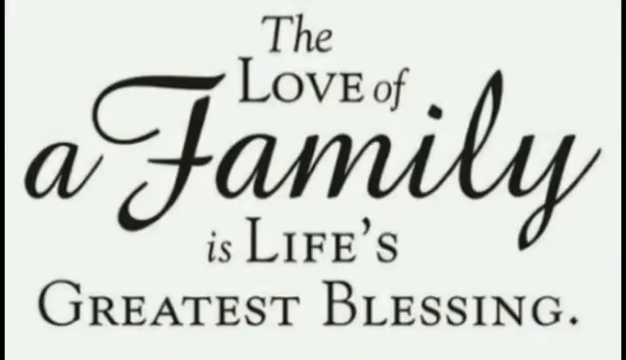 The
LOVE of
a Family
is LIFE'S
GREATEST BLESSING.